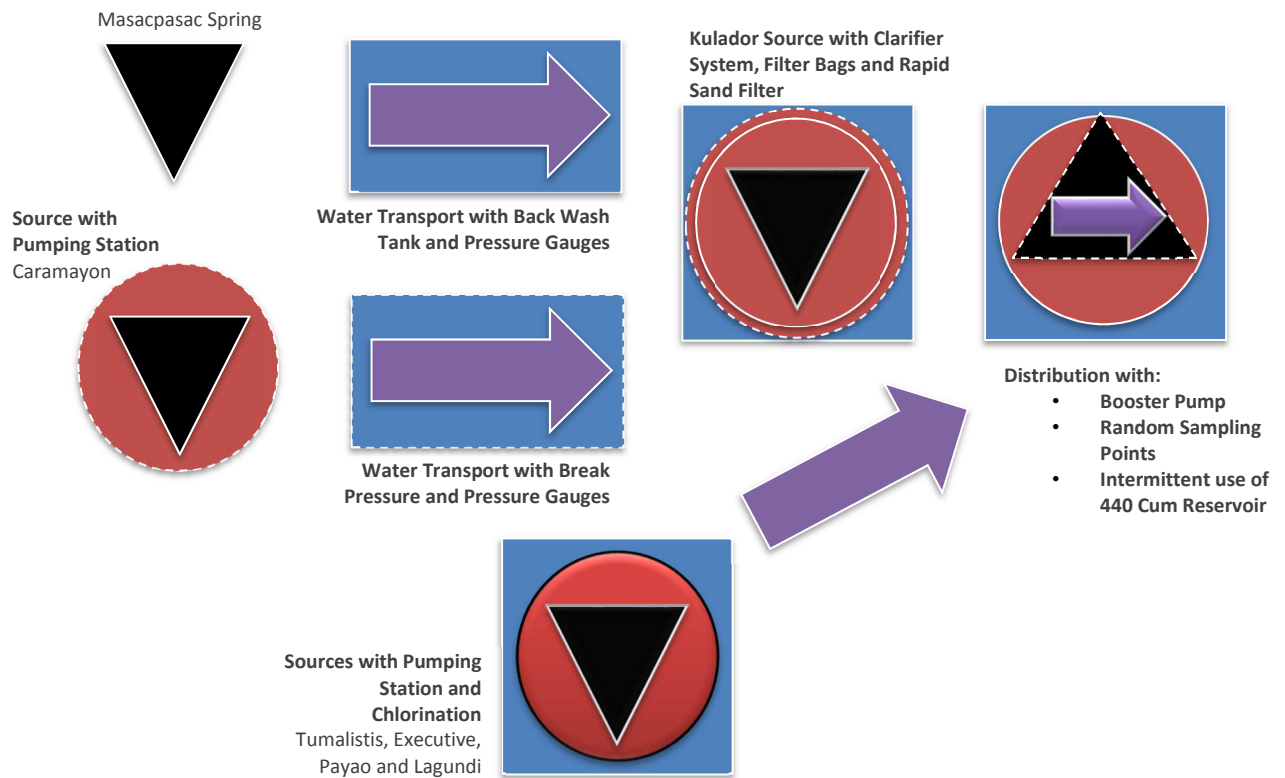 Masacpasac Spring
Source with
Pumping Station
Caramayon
Water Transport with Back Wash
Tank and Pressure Gauges
Water Transport with Break
Pressure and Pressure Gauges
Kulador Source with Clarifier
System, Filter Bags and Rapid
Sand Filter
Distribution with:
• Booster Pump
• Random Sampling
Points
• Intermittent use of
440 Cum Reservoir
Sources with Pumping
Station and
Chlorination
Tumalistis, Executive,
Payao and Lagundi